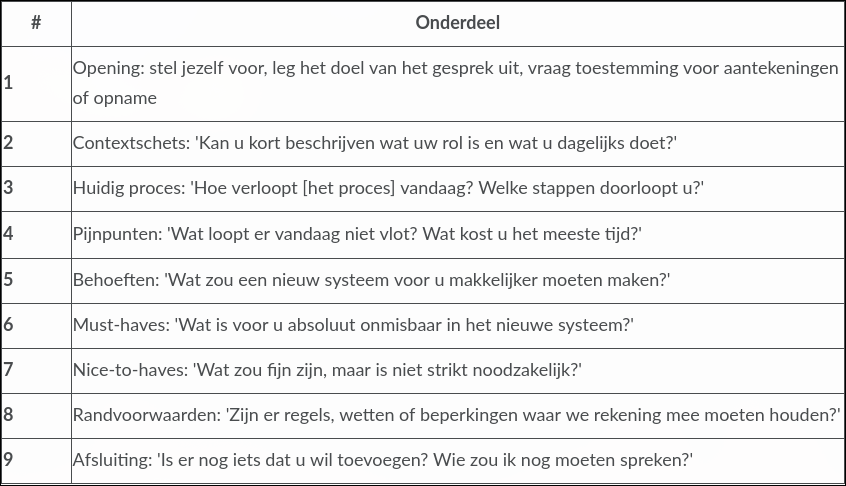 # Onderdeel
1 Opening: stel jezelf voor, leg het doel van het gesprek uit, vraag toestemming voor aantekeningen
of opname
2 Contextschets: 'Kan u kort beschrijven wat uw rol is en wat u dagelijks doet?'
3 Huidig proces: 'Hoe verloopt [het proces] vandaag? Welke stappen doorloopt u?'
4 Pijnpunten: 'Wat loopt er vandaag niet vlot? Wat kost u het meeste tijd?'
5 Behoeften: 'Wat zou een nieuw systeem voor u makkelijker moeten maken?'
6 Must-haves: 'Wat is voor u absoluut onmisbaar in het nieuwe systeem?'
7 Nice-to-haves: 'Wat zou fijn zijn, maar is niet strikt noodzakelijk?'
8 Randvoorwaarden: 'Zijn er regels, wetten of beperkingen waar we rekening mee moeten houden?'
9 Afsluiting: 'Is er nog iets dat u wil toevoegen? Wie zou ik nog moeten spreken?'